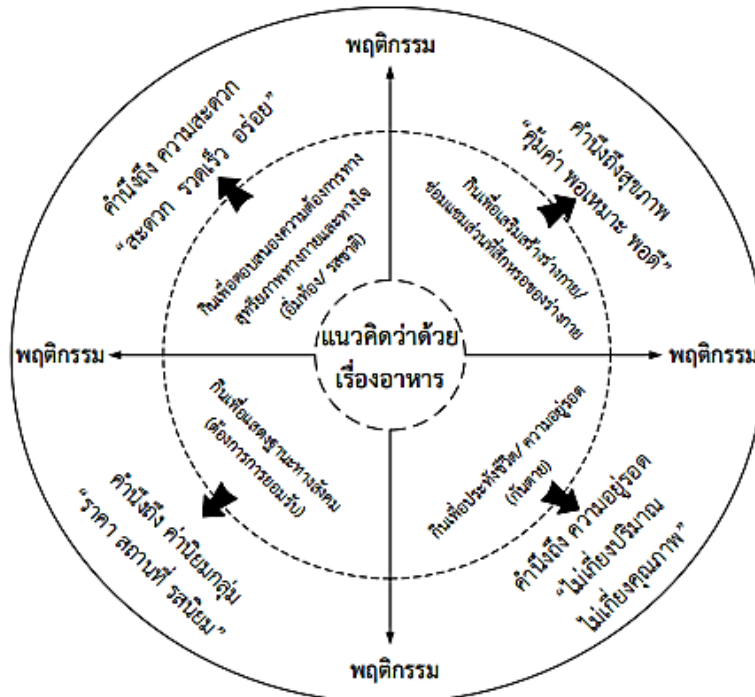 พฤติกรรม
คำนึงถึง ความสะดวก
“สะดวก รวดเร็ว อร่อย”
คำนึงถึงสุขภาพ
“คุ้มค่า พอเหมาะ พอดี”
กินเพื่อตอบสนองความต้องการทาง
สุทรียภาพทางกายและทางใจ
(อิ่มท้อง/ รสชาติ)
กินเพื่อเสริมสร้างร่างกาย/
ซ่อมแซมส่วนที่สึกหรอของร่างกาย
พฤติกรรม
แนวคิดว่าด้วย
เรื่องอาหาร
พฤติกรรม
กินเพื่อแสดงฐานะทางสังคม
(ต้องการการยอมรับ)
กินเพื่อประทังชีวิต/ ความอยู่รอด
(กันตาย)
คำนึงถึง ค่านิยมกลุ่ม
“ราคา สถานที่ รสนิยม”
คำนึงถึง ความอยู่รอด
“ไม่เกี่ยงปริมาณ
ไม่เกี่ยงคุณภาพ”
พฤติกรรม